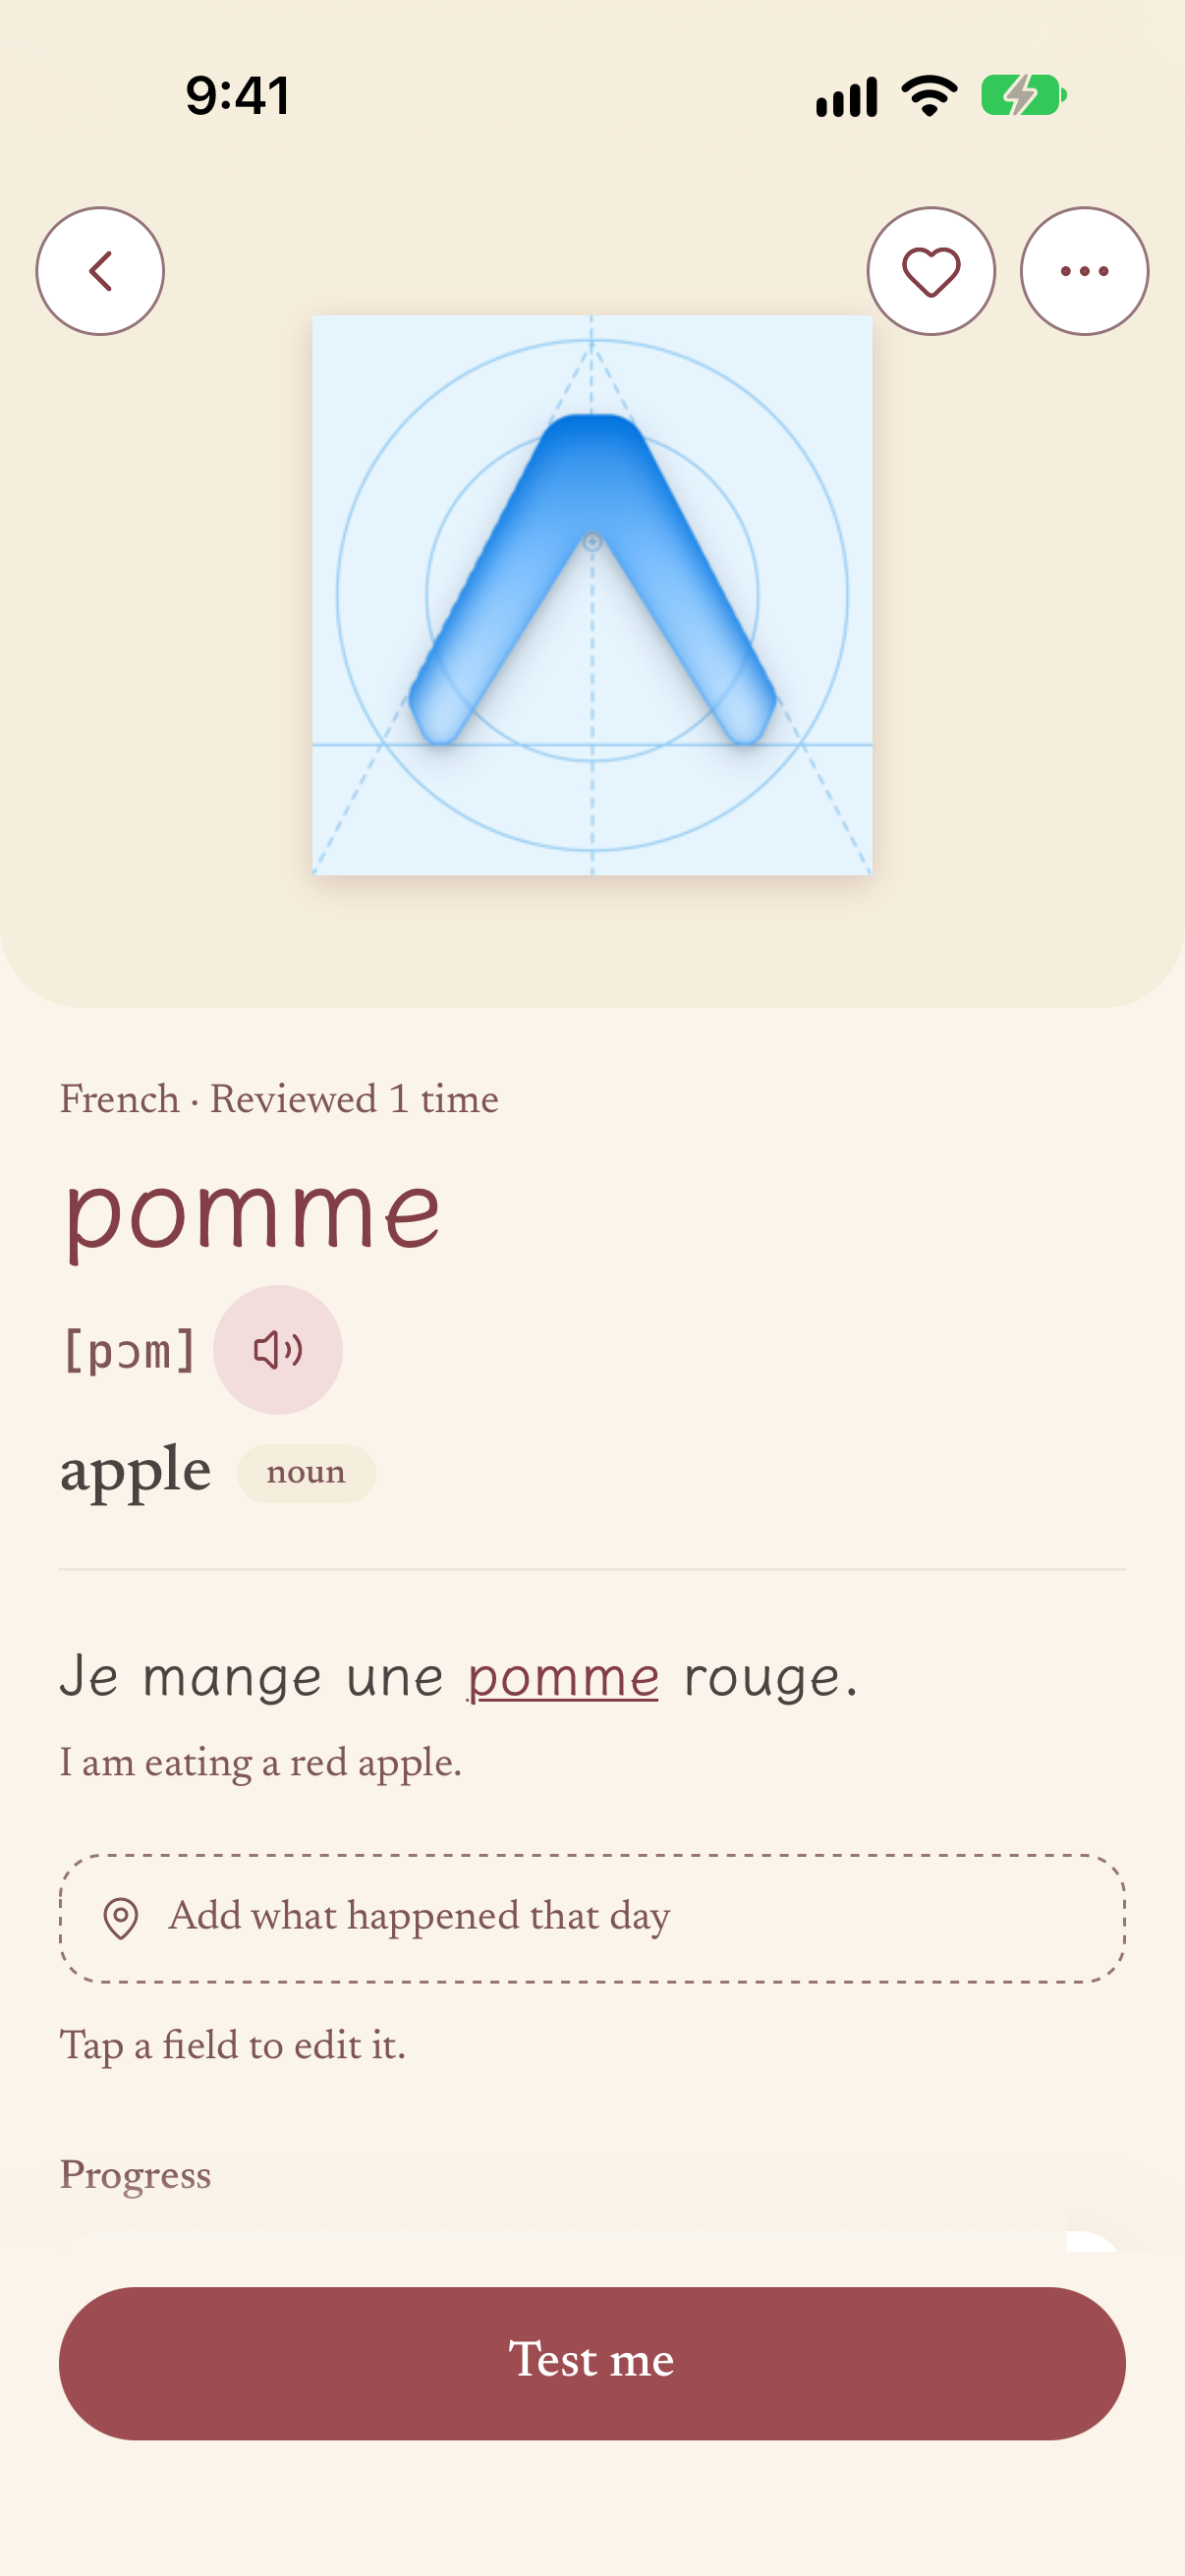 9:41
French · Reviewed 1 time
pomme
[pɔm]
apple noun
Je mange une pomme rouge.
I am eating a red apple.
Add what happened that day
Tap a field to edit it.
Progress
Test me